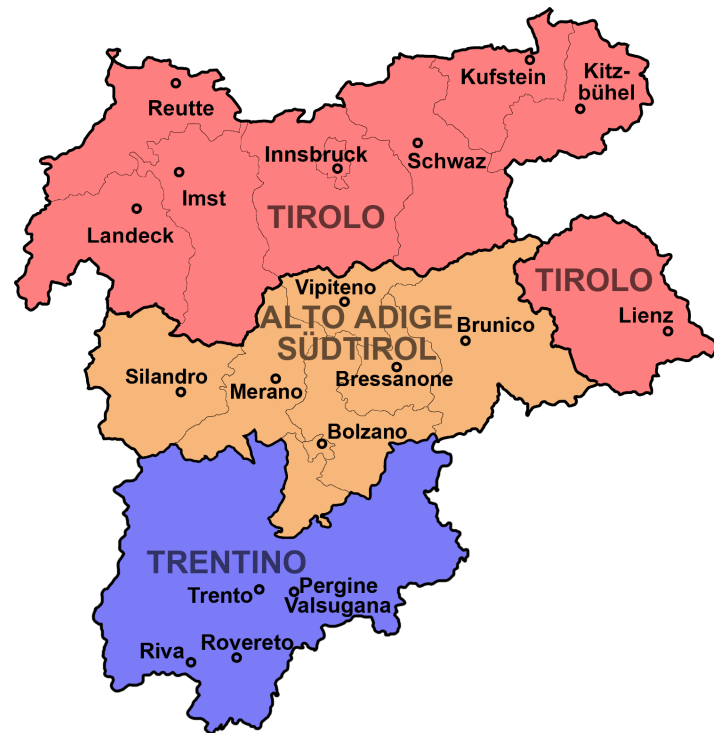 Kufstein
Kitz-
bühel
Reutte
Innsbruck
Schwaz
Imst
TIROLO
Landeck
TIROLO
Vipiteno
Lienz
ALTO ADIGE
Brunico
SÜDTIROL
Silandro
Merano
Bressanone
Bolzano
TRENTINO
Trento
Pergine
Valsugana
Riva
Rovereto